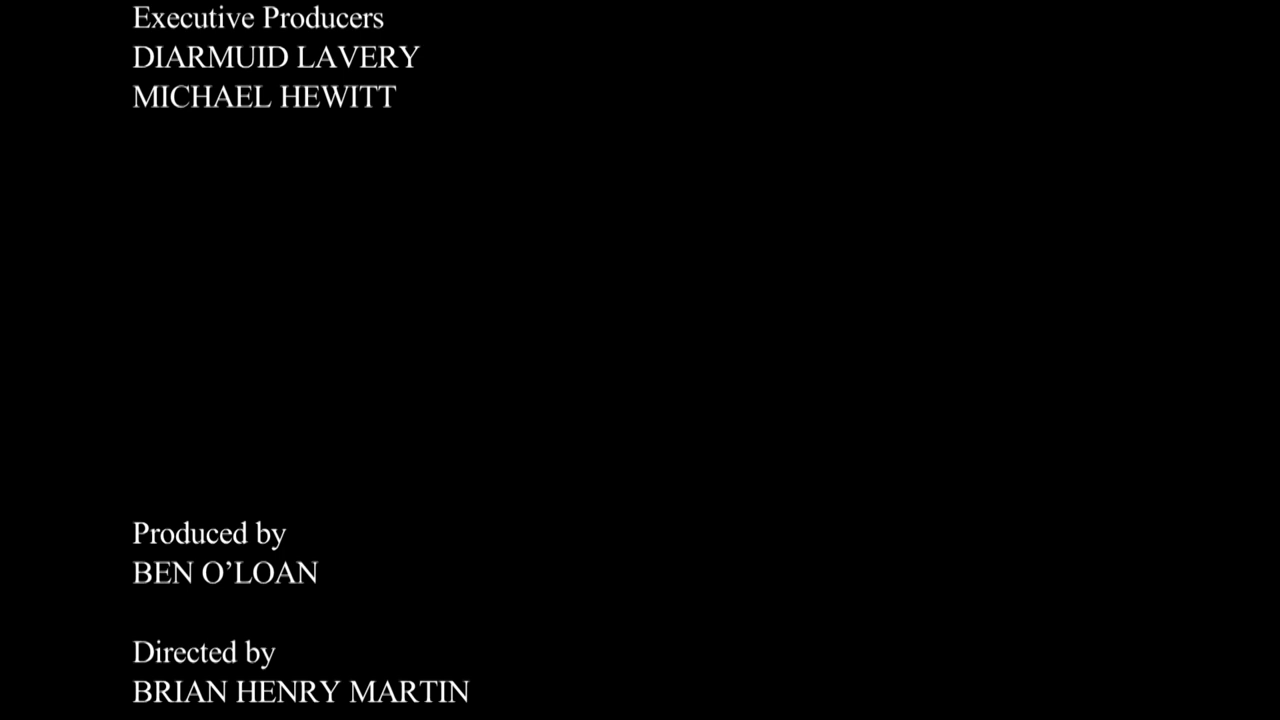 Executive Producers
DIARMUID LAVERY
MICHAEL HEWITT
Produced by
BEN O’LOAN
Directed by
BRIAN HENRY MARTIN